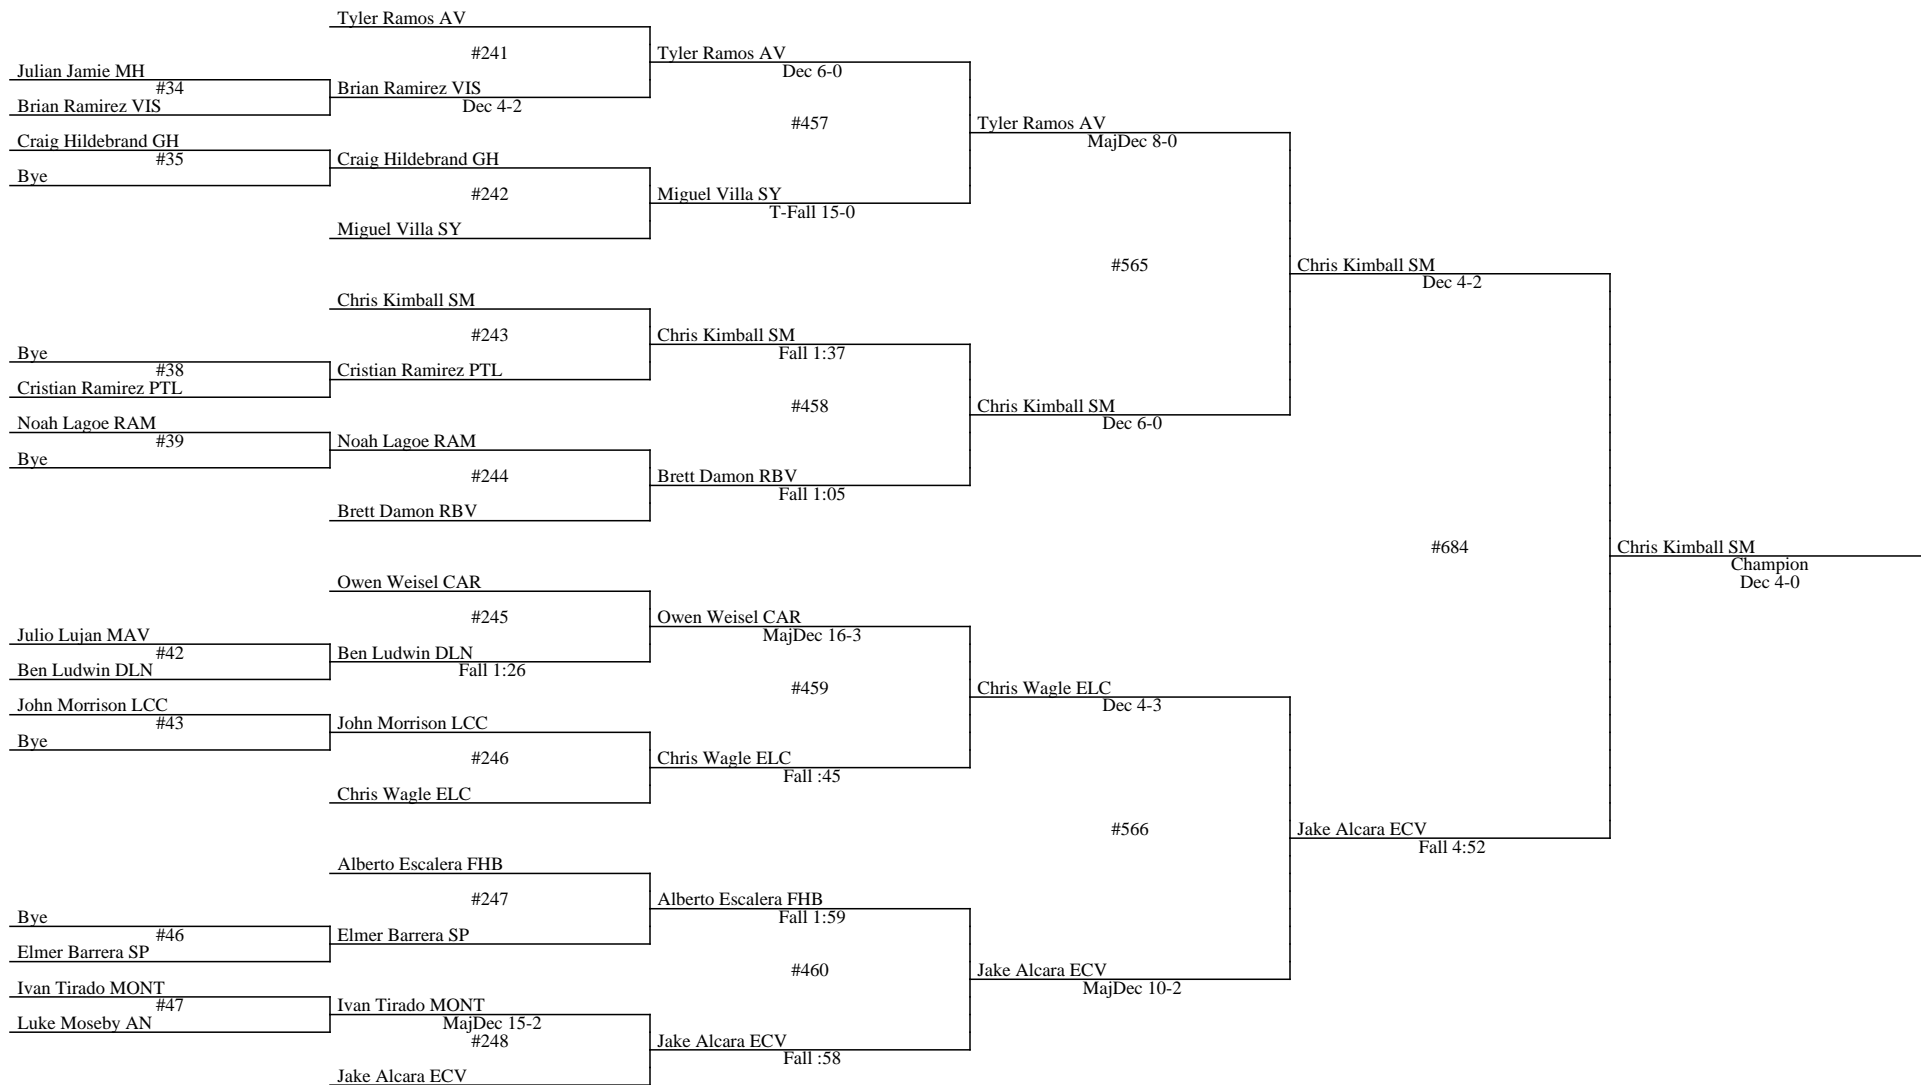 Tyler Ramos AV
#241
Tyler Ramos AV
Dec 6-0
Julian Jamie MH
#34
Brian Ramirez VIS
Brian Ramirez VIS
Dec 4-2
#457
Tyler Ramos AV
MajDec 8-0
Craig Hildebrand GH
#35
Bye
Craig Hildebrand GH
#242
Miguel Villa SY
T-Fall 15-0
Miguel Villa SY
#565
Chris Kimball SM
Dec 4-2
Chris Kimball SM
#243
Chris Kimball SM
Fall 1:37
Bye
#38
Cristian Ramirez PTL
Cristian Ramirez PTL
#458
Chris Kimball SM
Dec 6-0
Noah Lagoe RAM
#39
Bye
Noah Lagoe RAM
#244
Brett Damon RBV
Fall 1:05
Brett Damon RBV
#684
Chris Kimball SM
Champion
Dec 4-0
Owen Weisel CAR
#245
Owen Weisel CAR
MajDec 16-3
Julio Lujan MAV
#42
Ben Ludwin DLN
Ben Ludwin DLN
Fall 1:26
#459
Chris Wagle ELC
Dec 4-3
John Morrison LCC
#43
Bye
John Morrison LCC
#246
Chris Wagle ELC
Fall :45
Chris Wagle ELC
#566
Jake Alcara ECV
Fall 4:52
Alberto Escalera FHB
#247
Alberto Escalera FHB
Fall 1:59
Bye
#46
Elmer Barrera SP
Elmer Barrera SP
#460
Jake Alcara ECV
MajDec 10-2
Ivan Tirado MONT
#47
Luke Moseby AN
Ivan Tirado MONT
MajDec 15-2
#248
Jake Alcara ECV
Fall :58
Jake Alcara ECV